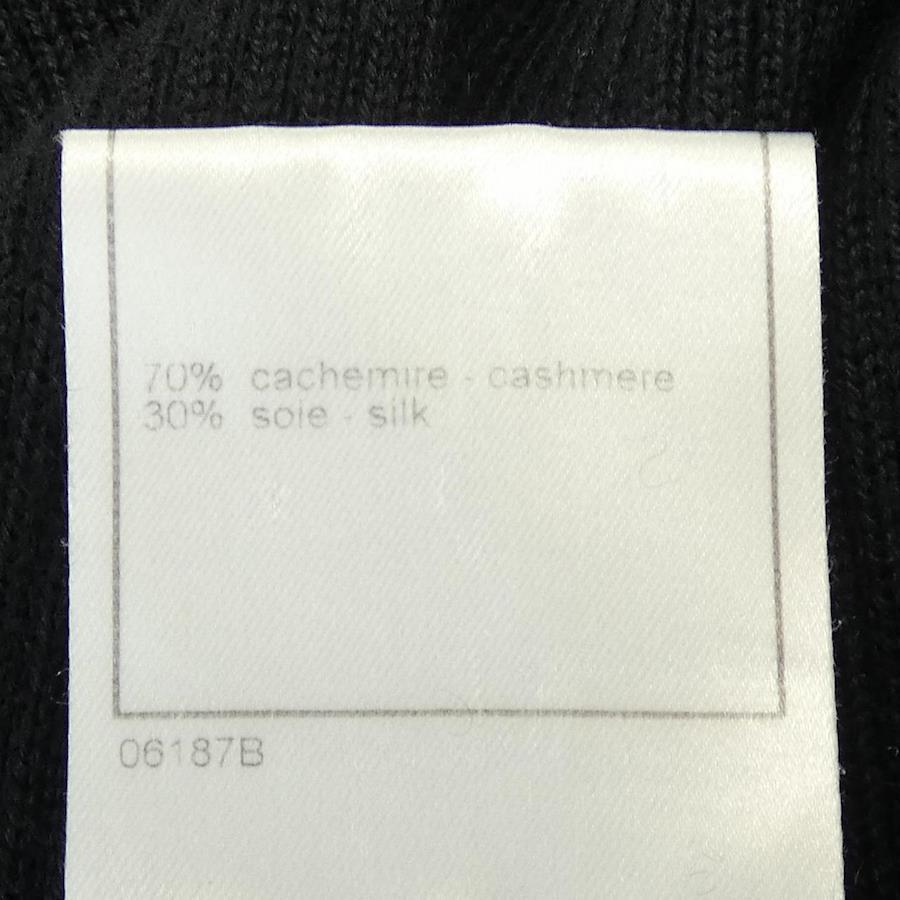 70% cachemire - cashmere
30% soie - silk
06187B